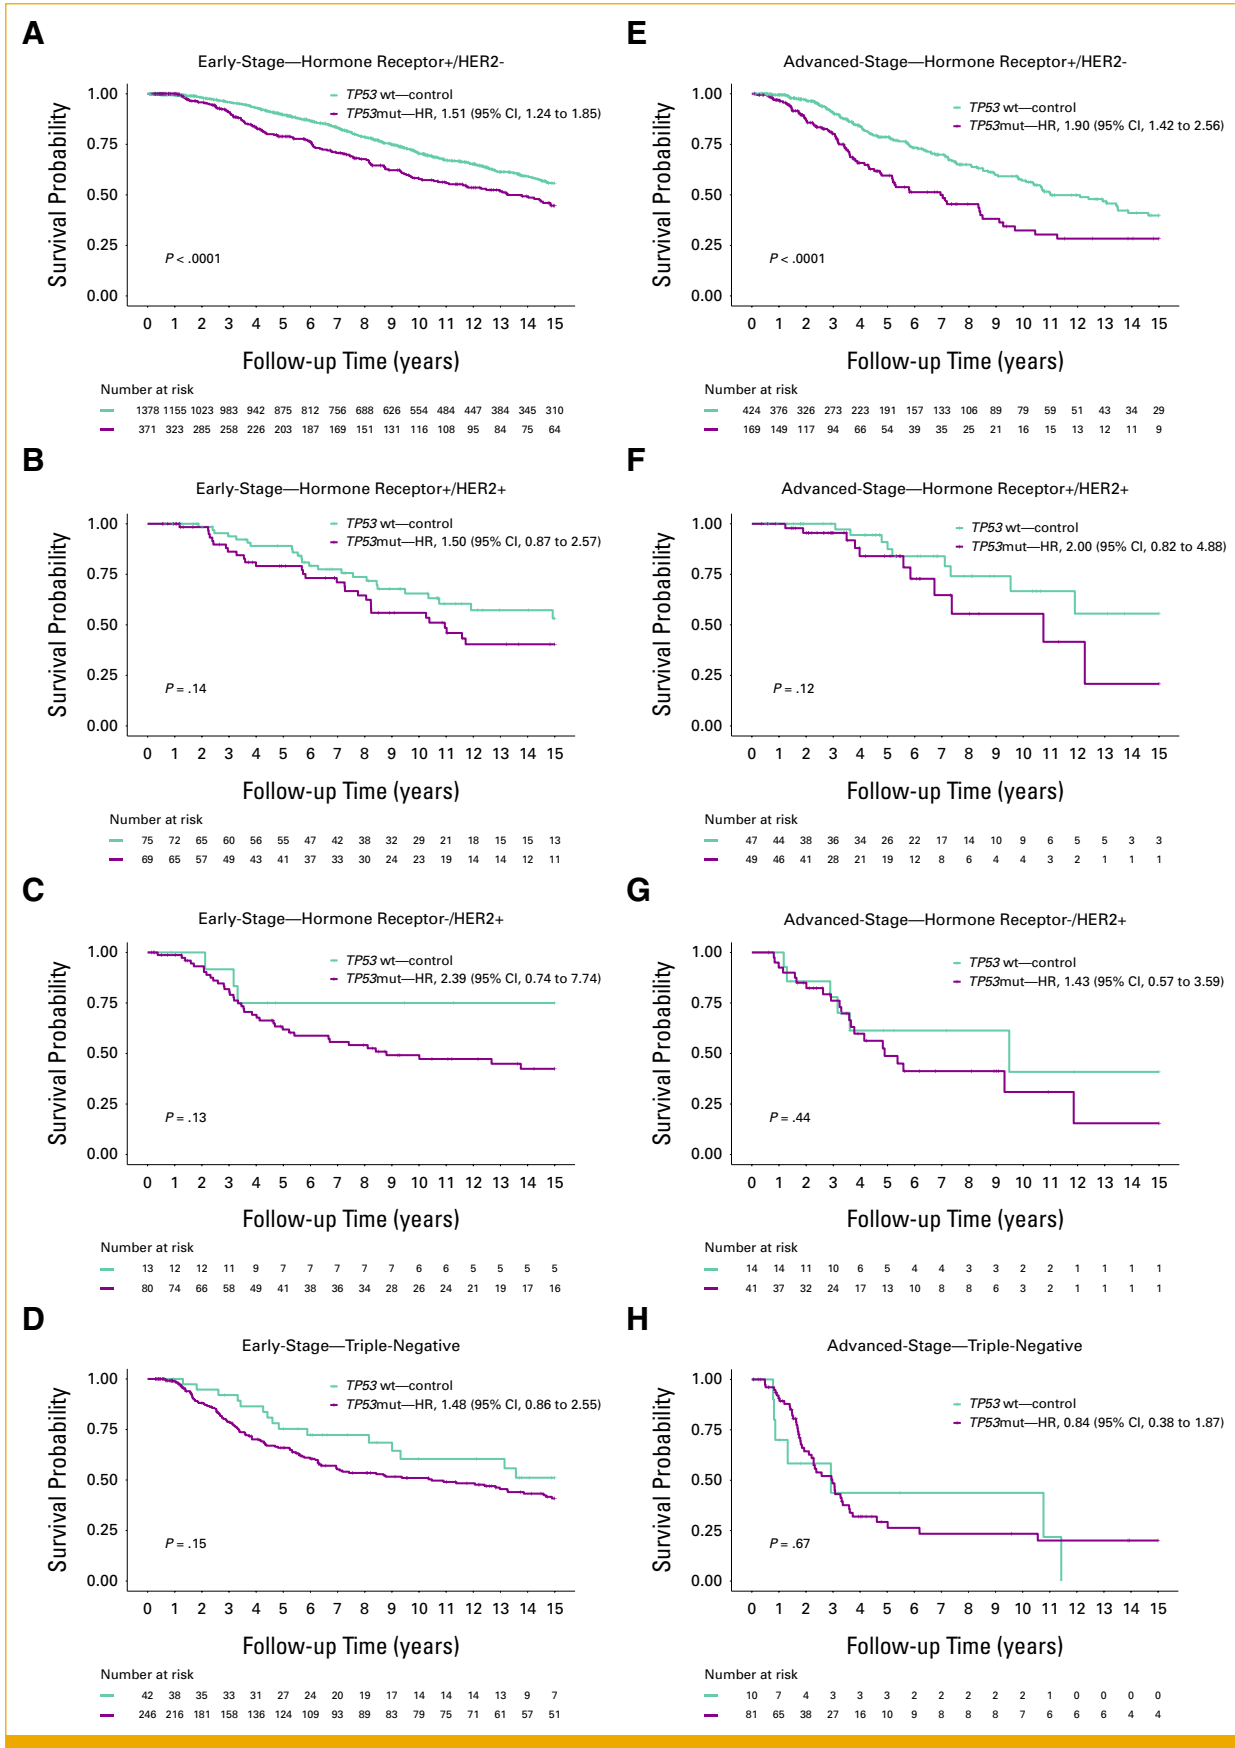 A
Early-Stage—Hormone Receptor+/HER2-
TP53 wt—control
TP53mut—HR, 1.51 (95% CI, 1.24 to 1.85)
Survival Probability
1.00
0.75
0.50
0.25
0.00
P < .0001
0 1 2 3 4 5 6 7 8 9 10 11 12 13 14 15
Follow-up Time (years)
Number at risk
1378 1155 1023 983 942 875 812 756 688 626 554 484 447 384 345 310
371 323 285 258 226 203 187 169 151 131 116 108 95 84 75 64
B
Early-Stage—Hormone Receptor+/HER2+
TP53 wt—control
TP53mut—HR, 1.50 (95% CI, 0.87 to 2.57)
Survival Probability
1.00
0.75
0.50
0.25
0.00
P = .14
0 1 2 3 4 5 6 7 8 9 10 11 12 13 14 15
Follow-up Time (years)
Number at risk
75 72 65 60 56 55 47 42 38 32 29 21 18 15 15 13
69 65 57 49 43 41 37 33 30 24 23 19 14 14 12 11
C
Early-Stage—Hormone Receptor-/HER2+
TP53 wt—control
TP53mut—HR, 2.39 (95% CI, 0.74 to 7.74)
Survival Probability
1.00
0.75
0.50
0.25
0.00
P = .13
0 1 2 3 4 5 6 7 8 9 10 11 12 13 14 15
Follow-up Time (years)
Number at risk
13 12 12 11 9 7 7 7 7 7 6 6 5 5 5 5
80 74 66 58 49 41 38 36 34 28 26 24 21 19 17 16
D
Early-Stage—Triple-Negative
TP53 wt—control
TP53mut—HR, 1.48 (95% CI, 0.86 to 2.55)
Survival Probability
1.00
0.75
0.50
0.25
0.00
P = .15
0 1 2 3 4 5 6 7 8 9 10 11 12 13 14 15
Follow-up Time (years)
Number at risk
42 38 35 33 31 27 24 20 19 17 14 14 14 13 9 7
246 216 181 158 136 124 109 93 89 83 79 75 71 61 57 51
E
Advanced-Stage—Hormone Receptor+/HER2-
TP53 wt—control
TP53mut—HR, 1.90 (95% CI, 1.42 to 2.56)
Survival Probability
1.00
0.75
0.50
0.25
0.00
P < .0001
0 1 2 3 4 5 6 7 8 9 10 11 12 13 14 15
Follow-up Time (years)
Number at risk
424 376 326 273 223 191 157 133 106 89 79 59 51 43 34 29
169 149 117 94 66 54 39 35 25 21 16 15 13 12 11 9
F
Advanced-Stage—Hormone Receptor+/HER2+
TP53 wt—control
TP53mut—HR, 2.00 (95% CI, 0.82 to 4.88)
Survival Probability
1.00
0.75
0.50
0.25
0.00
P = .12
0 1 2 3 4 5 6 7 8 9 10 11 12 13 14 15
Follow-up Time (years)
Number at risk
47 44 38 36 34 26 22 17 14 10 9 6 5 5 3 3
49 46 41 28 21 19 12 8 6 4 4 3 2 1 1 1
G
Advanced-Stage—Hormone Receptor-/HER2+
TP53 wt—control
TP53mut—HR, 1.43 (95% CI, 0.57 to 3.59)
Survival Probability
1.00
0.75
0.50
0.25
0.00
P = .44
0 1 2 3 4 5 6 7 8 9 10 11 12 13 14 15
Follow-up Time (years)
Number at risk
14 14 11 10 6 5 4 4 3 3 2 2 1 1 1 1
41 37 32 24 17 13 10 8 8 6 3 2 1 1 1 1
H
Advanced-Stage—Triple-Negative
TP53 wt—control
TP53mut—HR, 0.84 (95% CI, 0.38 to 1.87)
Survival Probability
1.00
0.75
0.50
0.25
0.00
P = .67
0 1 2 3 4 5 6 7 8 9 10 11 12 13 14 15
Follow-up Time (years)
Number at risk
10 7 4 3 3 3 2 2 2 2 2 1 0 0 0 0
81 65 38 27 16 10 9 8 8 8 7 6 6 6 4 4